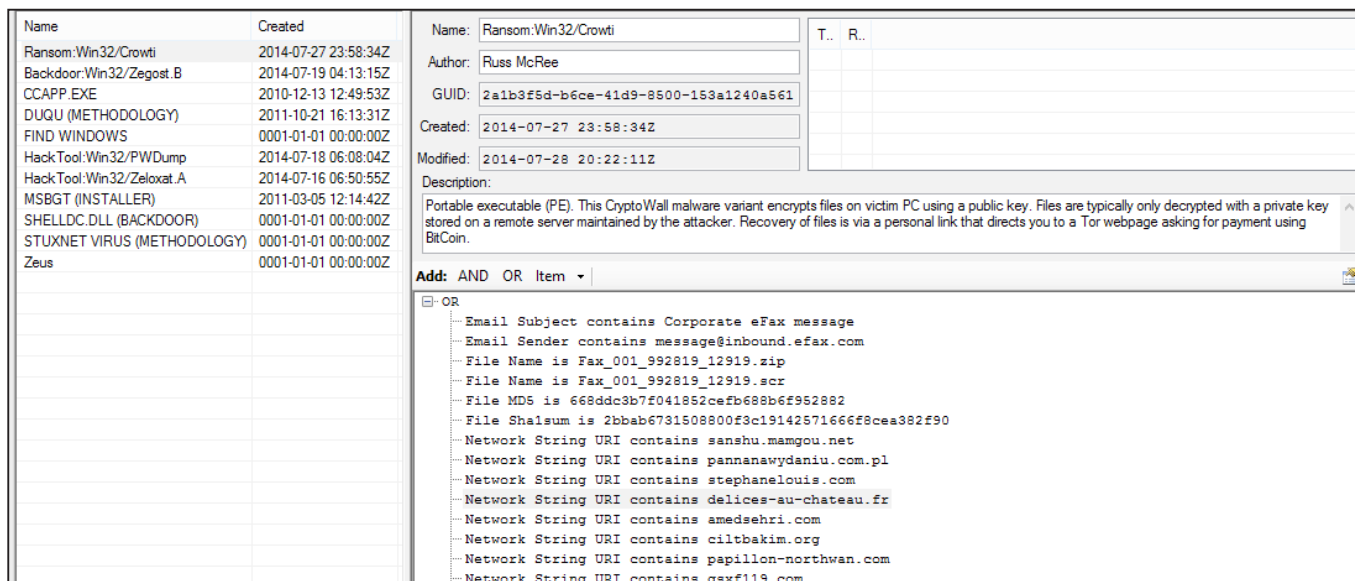 Name Created
Ransom:Win32/Crowti 2014-07-27 23:58:34Z
Backdoor:Win32/Zegost.B 2014-07-19 04:13:15Z
CCAPP.EXE 2010-12-13 12:49:53Z
DUQU (METHODOLOGY) 2011-10-21 16:13:31Z
FIND WINDOWS 0001-01-01 00:00:00Z
HackTool:Win32/PWDump 2014-07-18 06:08:04Z
HackTool:Win32/Zeloxat.A 2014-07-16 06:50:55Z
MSBGT (INSTALLER) 2011-03-05 12:14:42Z
SHELLDC.DLL (BACKDOOR) 0001-01-01 00:00:00Z
STUXNET VIRUS (METHODOLOGY) 0001-01-01 00:00:00Z
Zeus 0001-01-01 00:00:00Z
Name: Ransom:Win32/Crowti
Author: Russ McRee
GUID: 2a1b3f5d-b6ce-41d9-8500-153a1240a561
Created: 2014-07-27 23:58:34Z
Modified: 2014-07-28 20:22:11Z
T.. R..
Description:
Portable executable (PE). This CryptoWall malware variant encrypts files on victim PC using a public key. Files are typically only decrypted with a private key
stored on a remote server maintained by the attacker. Recovery of files is via a personal link that directs you to a Tor webpage asking for payment using
BitCoin.
Add: AND OR Item
OR
Email Subject contains Corporate eFax message
Email Sender contains message@inbound.efax.com
File Name is Fax_001_992819_12919.zip
File Name is Fax_001_992819_12919.scr
File MD5 is 668ddc3b7f041852cefb688b6f952882
File Sha1sum is 2bbab6731508800f3c19142571666f8cea382f90
Network String URI contains sanshu.mamgou.net
Network String URI contains pannanawydaniu.com.pl
Network String URI contains stephanelouis.com
Network String URI contains delices-au-chateau.fr
Network String URI contains amedsehri.com
Network String URI contains ciltbakim.org
Network String URI contains papillon-northwan.com
Network String URI contains gsxf119.com